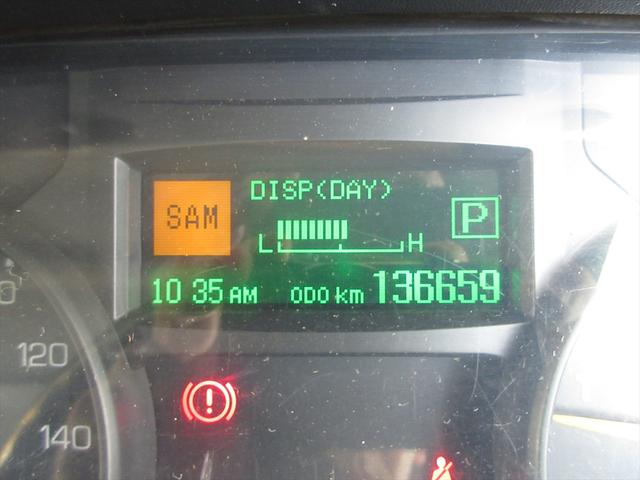 DISP(DAY)
SAM
P
L H
10 35 AM ODO km 136659
120
140